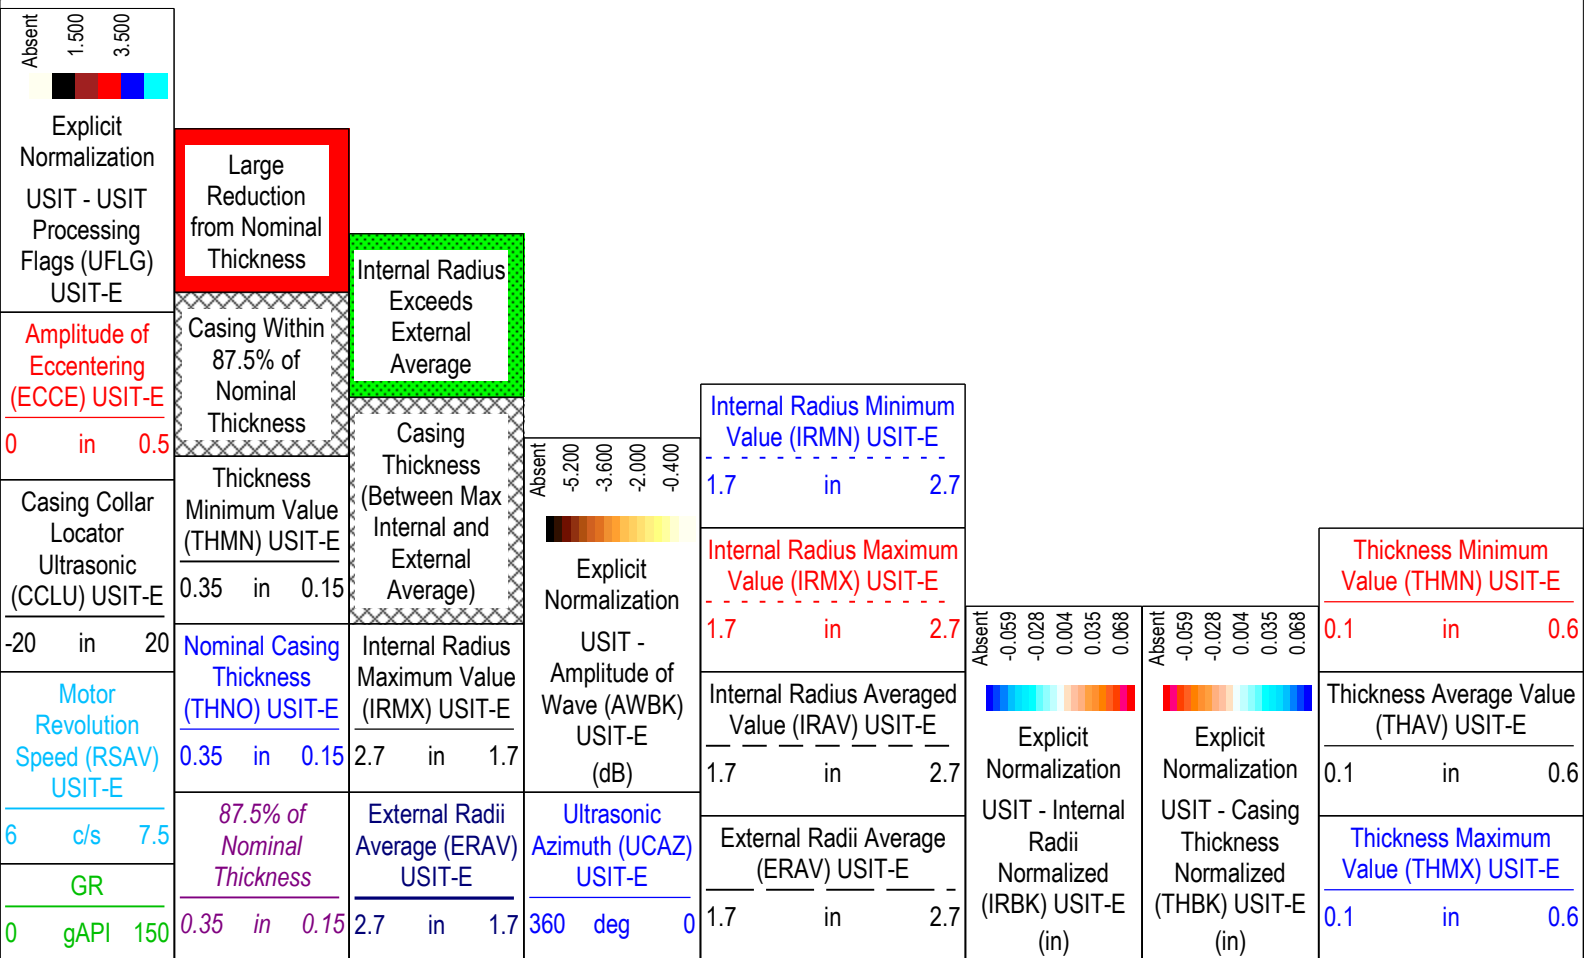 Absent
1.500
3.500
Explicit
Normalization
USIT - USIT
Processing
Flags (UFLG)
USIT-E
Amplitude of
Eccentering
(ECCE) USIT-E
0 in 0.5
Casing Collar
Locator
Ultrasonic
(CCLU) USIT-E
-20 in 20
Motor
Revolution
Speed (RSAV)
USIT-E
6 c/s 7.5
GR
0 gAPI 150
Large
Reduction
from Nominal
Thickness
Casing Within
87.5% of
Nominal
Thickness
Thickness
Minimum Value
(THMN) USIT-E
0.35 in 0.15
Nominal Casing
Thickness
(THNO) USIT-E
0.35 in 0.15
87.5% of
Nominal
Thickness
0.35 in 0.15
Internal Radius
Exceeds
External
Average
Casing
Thickness
(Between Max
Internal and
External
Average)
Internal Radius
Maximum Value
(IRMX) USIT-E
2.7 in 1.7
External Radii
Average (ERAV)
USIT-E
2.7 in 1.7
Absent
-5.200
-3.600
-2.000
-0.400
Explicit
Normalization
USIT -
Amplitude of
Wave (AWBK)
USIT-E
(dB)
Ultrasonic
Azimuth (UCAZ)
USIT-E
360 deg 0
Internal Radius Minimum
Value (IRMN) USIT-E
1.7 in 2.7
Internal Radius Maximum
Value (IRMX) USIT-E
1.7 in 2.7
Internal Radius Averaged
Value (IRAV) USIT-E
1.7 in 2.7
External Radii Average
(ERAV) USIT-E
1.7 in 2.7
Absent
-0.059
-0.028
0.004
0.035
0.068
Explicit
Normalization
USIT - Internal
Radii
Normalized
(IRBK) USIT-E
(in)
Absent
-0.059
-0.028
0.004
0.035
0.068
Explicit
Normalization
USIT - Casing
Thickness
Normalized
(THBK) USIT-E
(in)
Thickness Minimum
Value (THMN) USIT-E
0.1 in 0.6
Thickness Average Value
(THAV) USIT-E
0.1 in 0.6
Thickness Maximum
Value (THMX) USIT-E
0.1 in 0.6